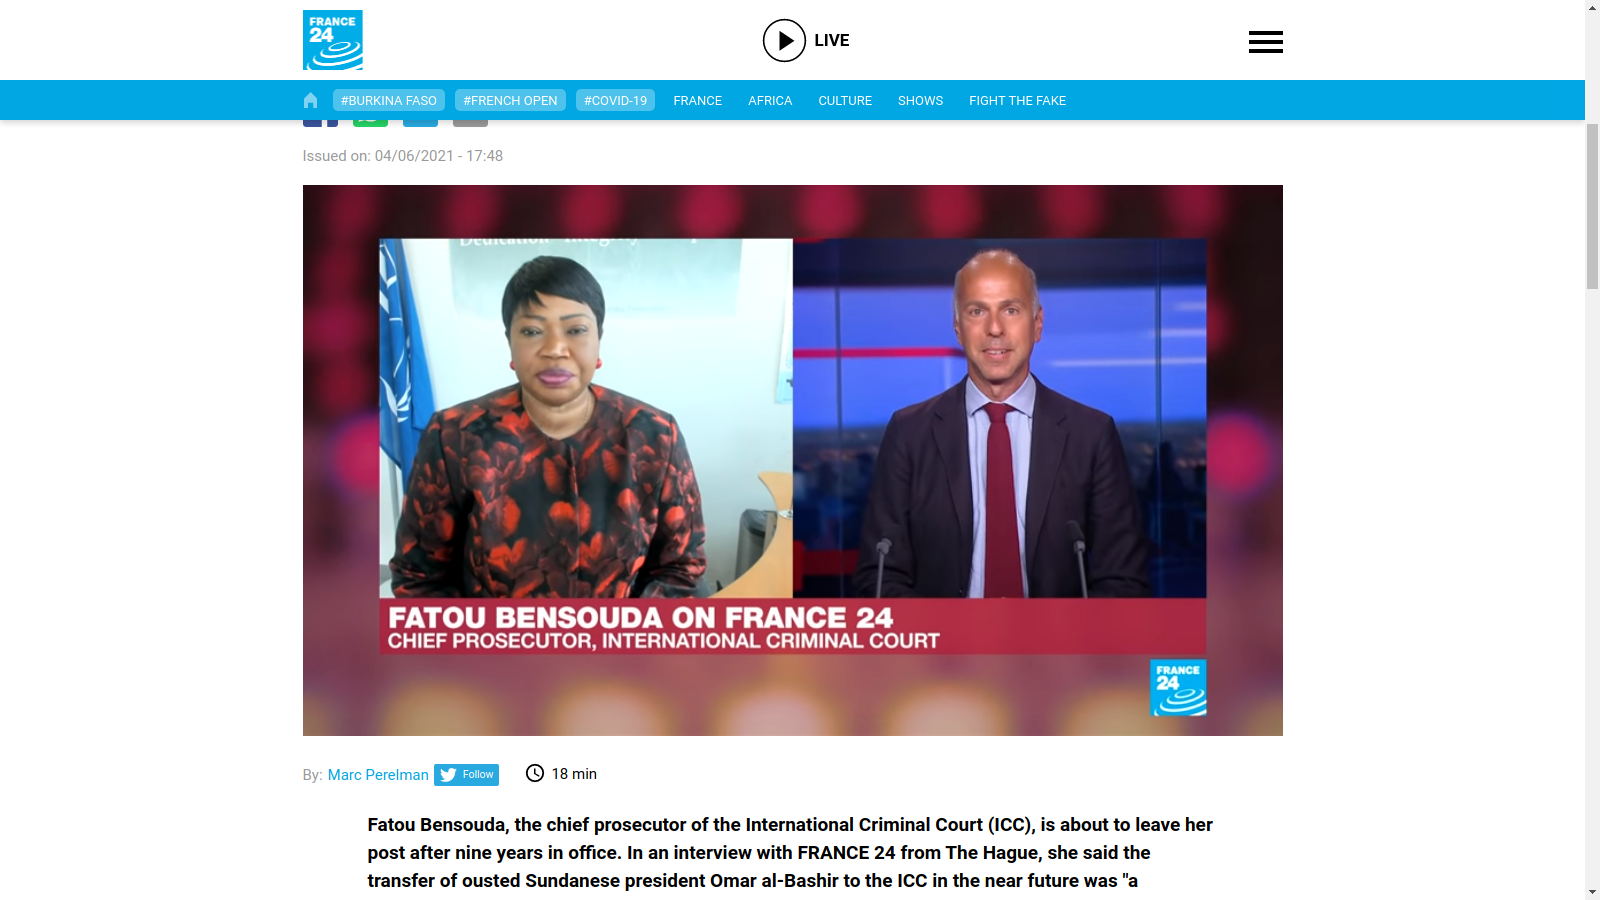 FRANCE
24
LIVE
#BURKINA FASO #FRENCH OPEN #COVID-19 FRANCE AFRICA CULTURE SHOWS FIGHT THE FAKE
Issued on: 04/06/2021 - 17:48
FATOU BENSOUDA ON FRANCE 24
CHIEF PROSECUTOR, INTERNATIONAL CRIMINAL COURT
FRANCE
24
By: Marc Perelman Follow 18 min
Fatou Bensouda, the chief prosecutor of the International Criminal Court (ICC), is about to leave her
post after nine years in office. In an interview with FRANCE 24 from The Hague, she said the
transfer of ousted Sundanese president Omar al-Bashir to the ICC in the near future was "a